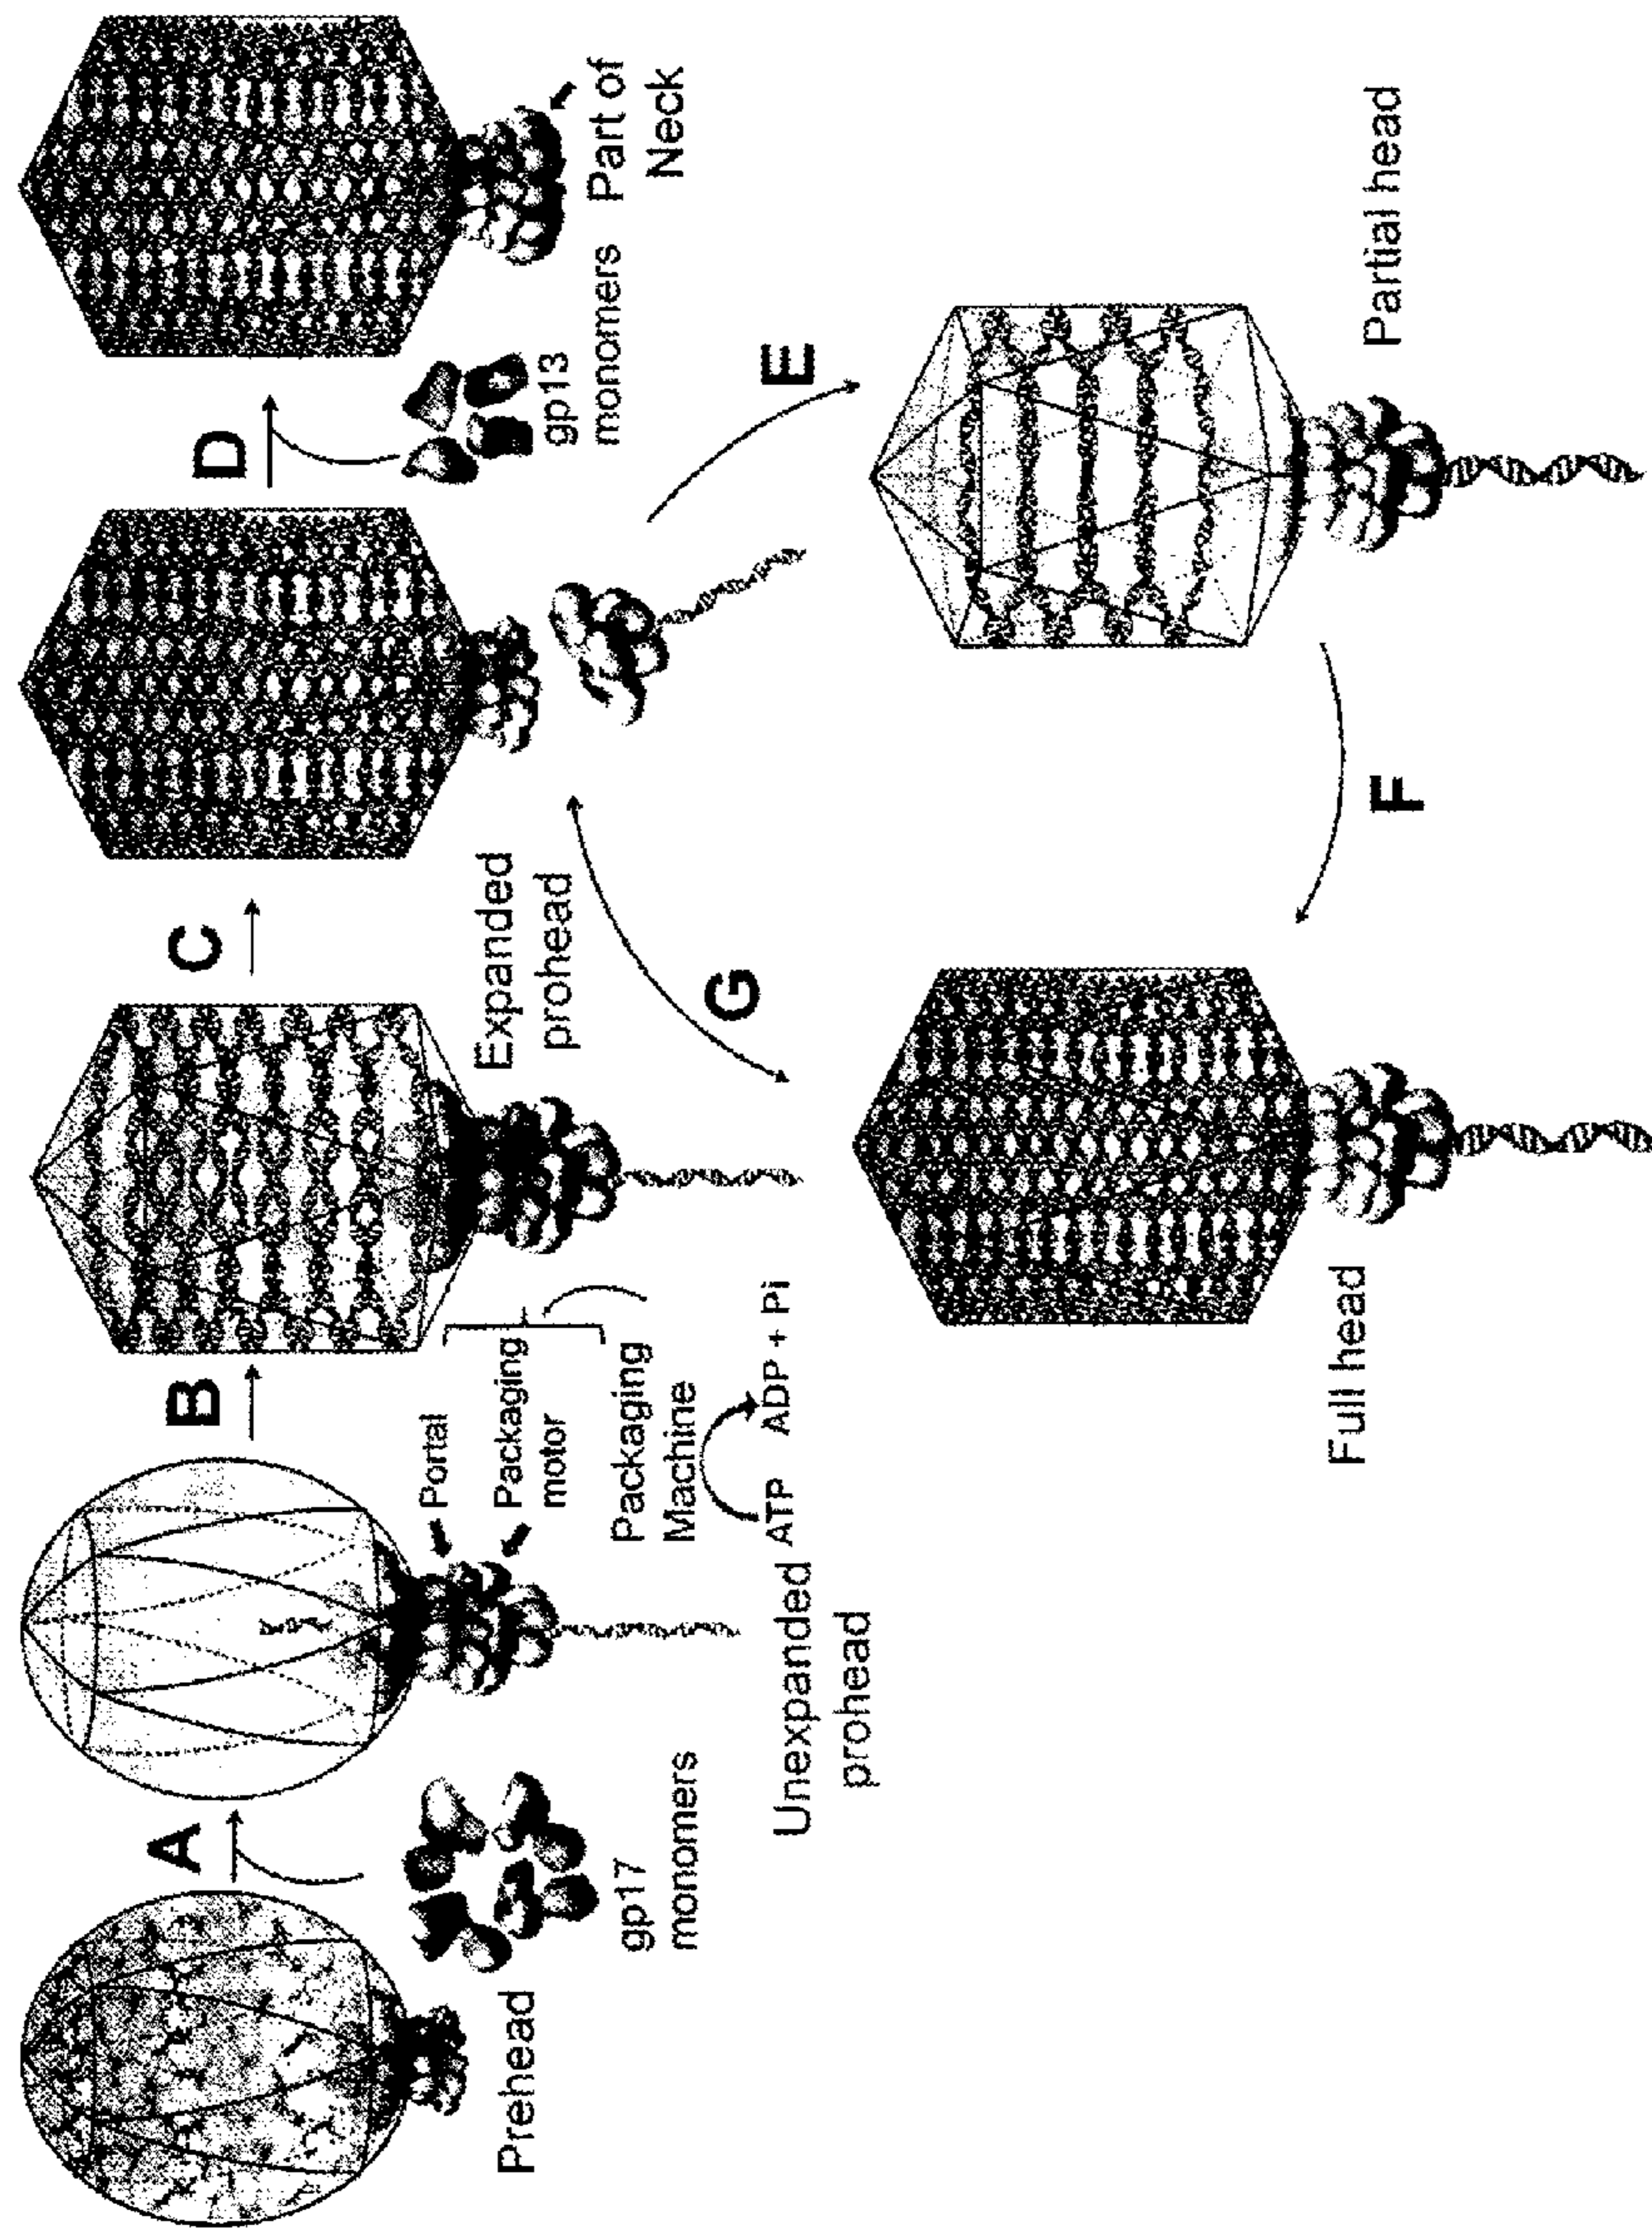 A
B
C
D
Prehead
gp17
monomers
Unexpanded
prohead
Portal
Packaging
motor
Packaging
Machine
ATP ADP + Pi
Expanded
prohead
gp13
monomers
Part of
Neck
G
E
F
Full head
Partial head